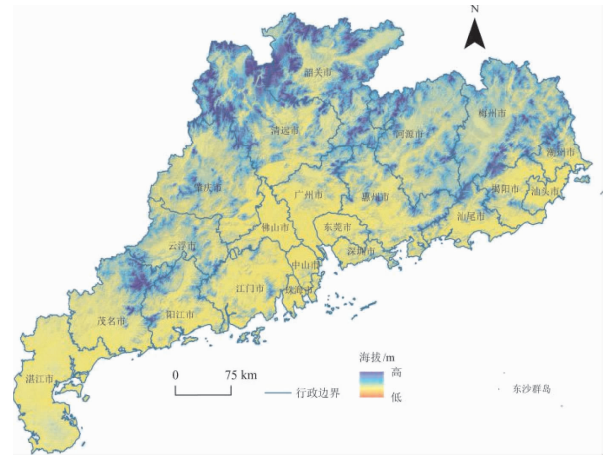 N
韶关市
清远市
河源市
梅州市
潮州市
肇庆市
广州市
惠州市
揭阳市
汕头市
汕尾市
佛山市
东莞市
云浮市
深圳市
中山市
江门市
珠海市
茂名市
阳江市
湛江市
0 75 km
行政边界
海拔/m
高
低
东沙群岛